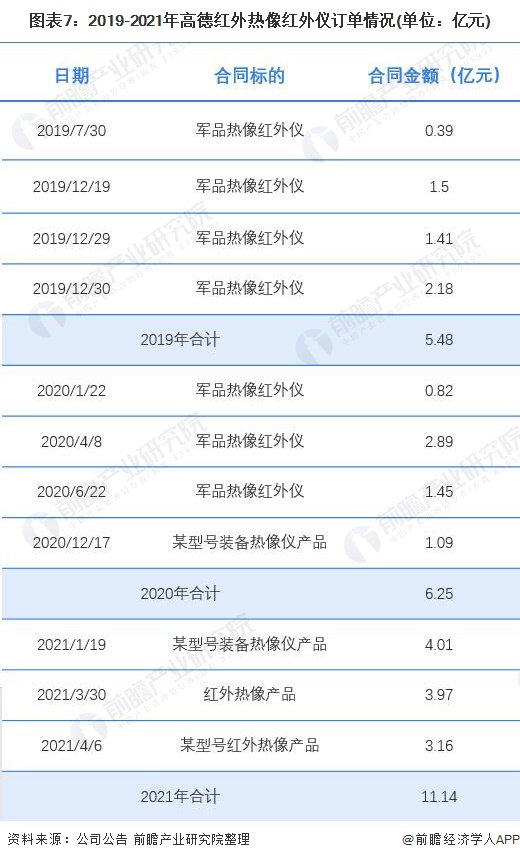 图表7：2019-2021年高德红外热像红外仪订单情况(单位：亿元)
日期 合同标的 合同金额（亿元）
2019/7/30 军品热像红外仪 0.39
2019/12/19 军品热像红外仪 1.5
2019/12/29 军品热像红外仪 1.41
2019/12/30 军品热像红外仪 2.18
2019年合计 5.48
2020/1/22 军品热像红外仪 0.82
2020/4/8 军品热像红外仪 2.89
2020/6/22 军品热像红外仪 1.45
2020/12/17 某型号装备热像仪产品 1.09
2020年合计 6.25
2021/1/19 某型号装备热像仪产品 4.01
2021/3/30 红外热像产品 3.97
2021/4/6 某型号红外热像产品 3.16
2021年合计 11.14
资料来源：公司公告 前瞻产业研究院整理 @前瞻经济学人APP
前瞻产业研究院